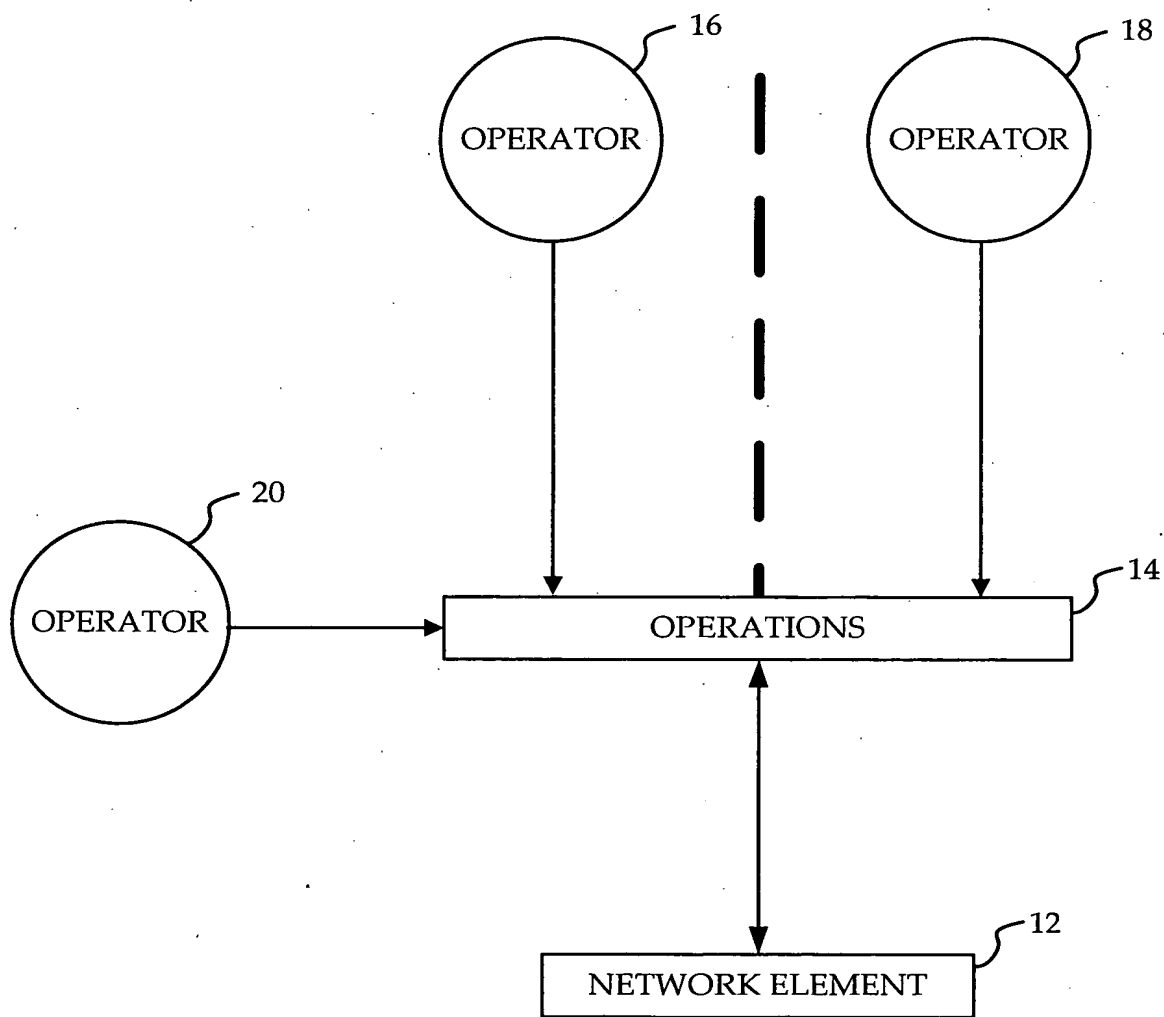 16
18
OPERATOR
OPERATOR
20
14
OPERATOR
OPERATIONS
12
NETWORK ELEMENT